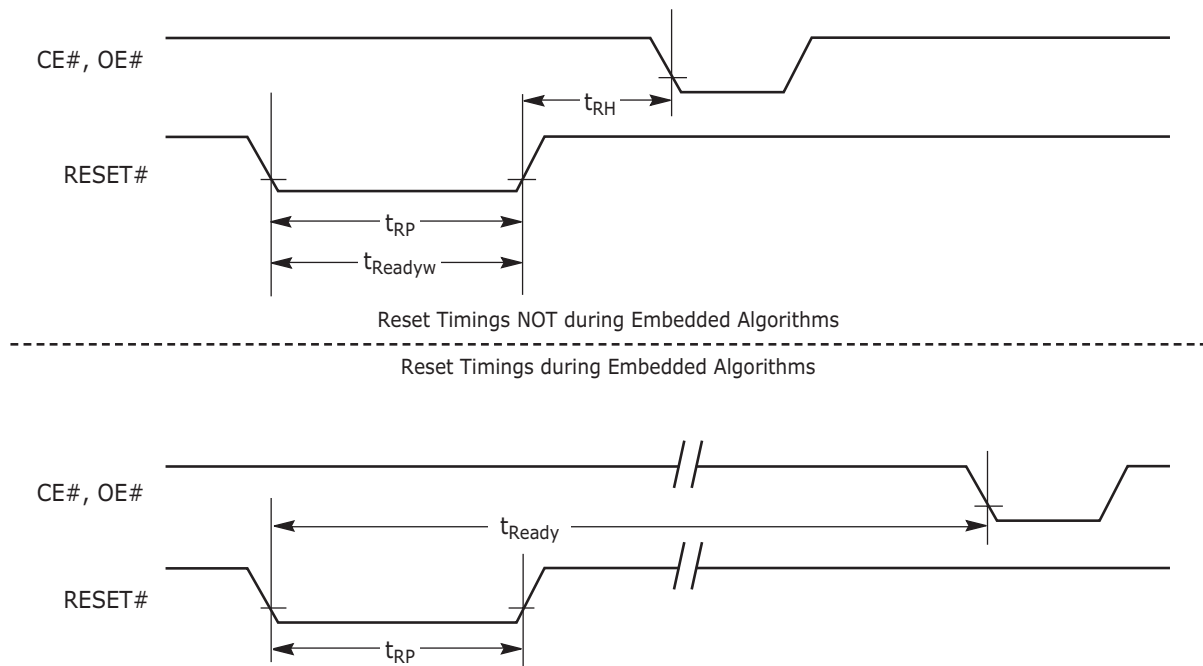 CE#, OE#
tRH
RESET#
tRP
tReadyw
Reset Timings NOT during Embedded Algorithms
Reset Timings during Embedded Algorithms
CE#, OE#
tReady
RESET#
tRP